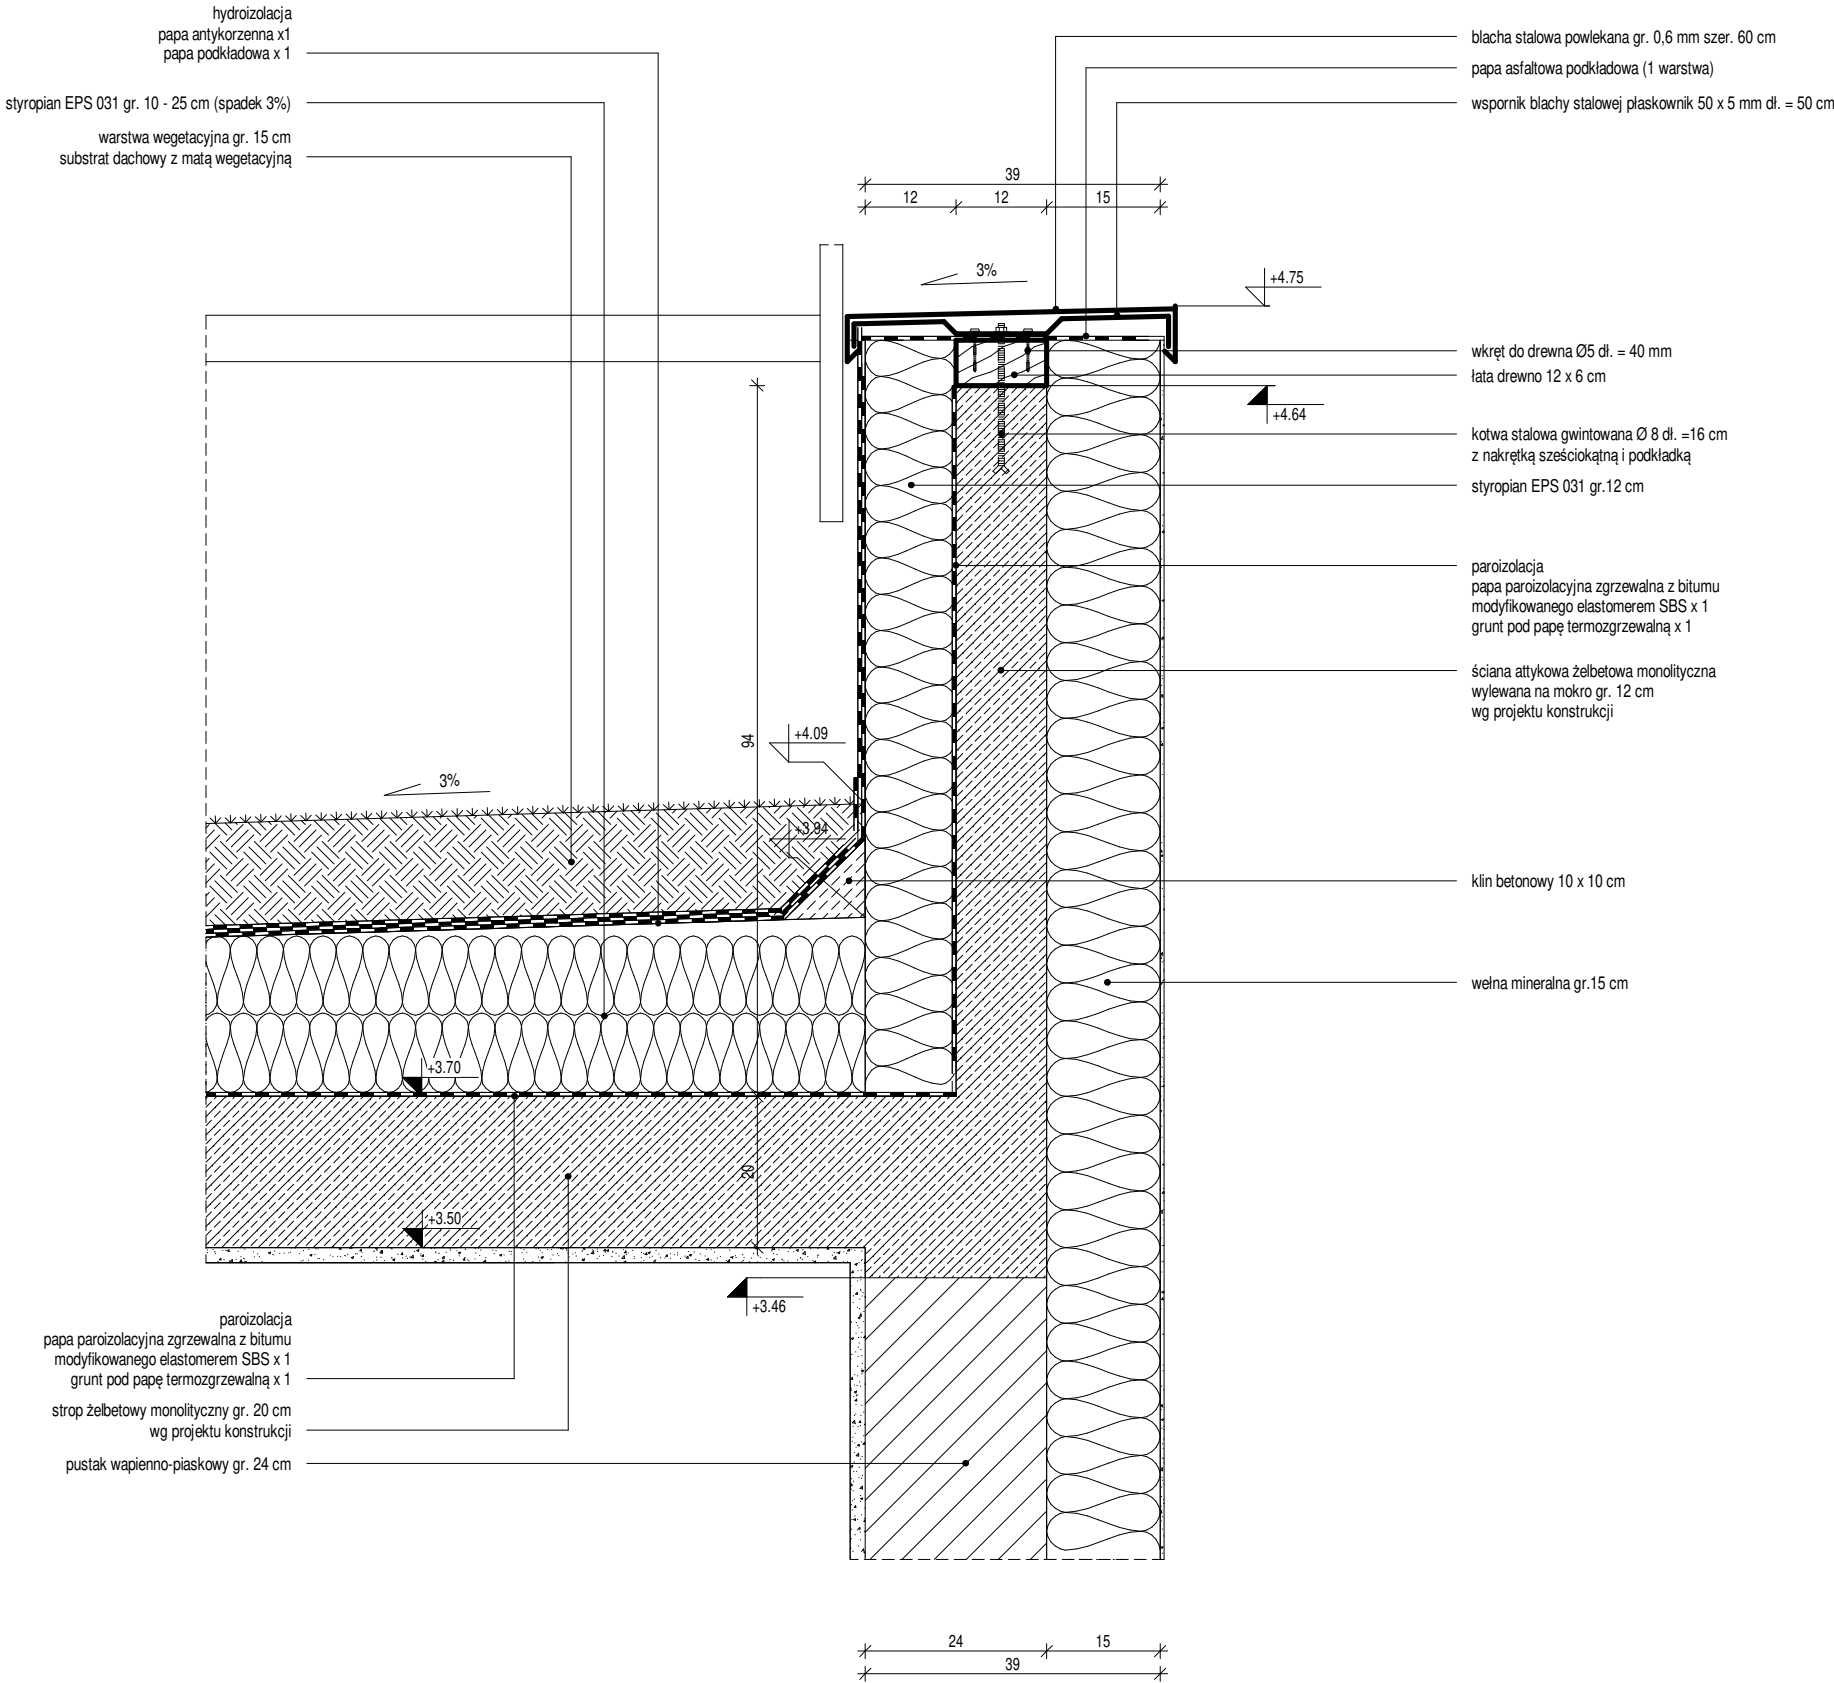 hydroizolacja
papa antykorzenna x1
papa podkładowa x 1
styropian EPS 031 gr. 10 - 25 cm (spadek 3%)
warstwa wegetacyjna gr. 15 cm
substrat dachowy z matą wegetacyjną
blacha stalowa powlekana gr. 0,6 mm szer. 60 cm
papa asfaltowa podkładowa (1 warstwa)
wspornik blachy stalowej płaskownik 50 x 5 mm dł. = 50 cm
39
12
12
15
3%
+4.75
wkręt do drewna Ø5 dł. = 40 mm
łata drewno 12 x 6 cm
+4.64
kotwa stalowa gwintowana Ø 8 dł. =16 cm
z nakrętką sześciokątną i podkładką
styropian EPS 031 gr.12 cm
paroizolacja
papa paroizolacyjna zgrzewalna z bitumu
modyfikowanego elastomerem SBS x 1
grunt pod papę termozgrzewalną x 1
ściana attykowa żelbetowa monolityczna
wylewana na mokro gr. 12 cm
wg projektu konstrukcji
94
+4.09
3%
+3.94
klin betonowy 10 x 10 cm
wełna mineralna gr.15 cm
+3.70
20
+3.50
+3.46
paroizolacja
papa paroizolacyjna zgrzewalna z bitumu
modyfikowanego elastomerem SBS x 1
grunt pod papę termozgrzewalną x 1
strop żelbetowy monolityczny gr. 20 cm
wg projektu konstrukcji
pustak wapienno-piaskowy gr. 24 cm
24
15
39